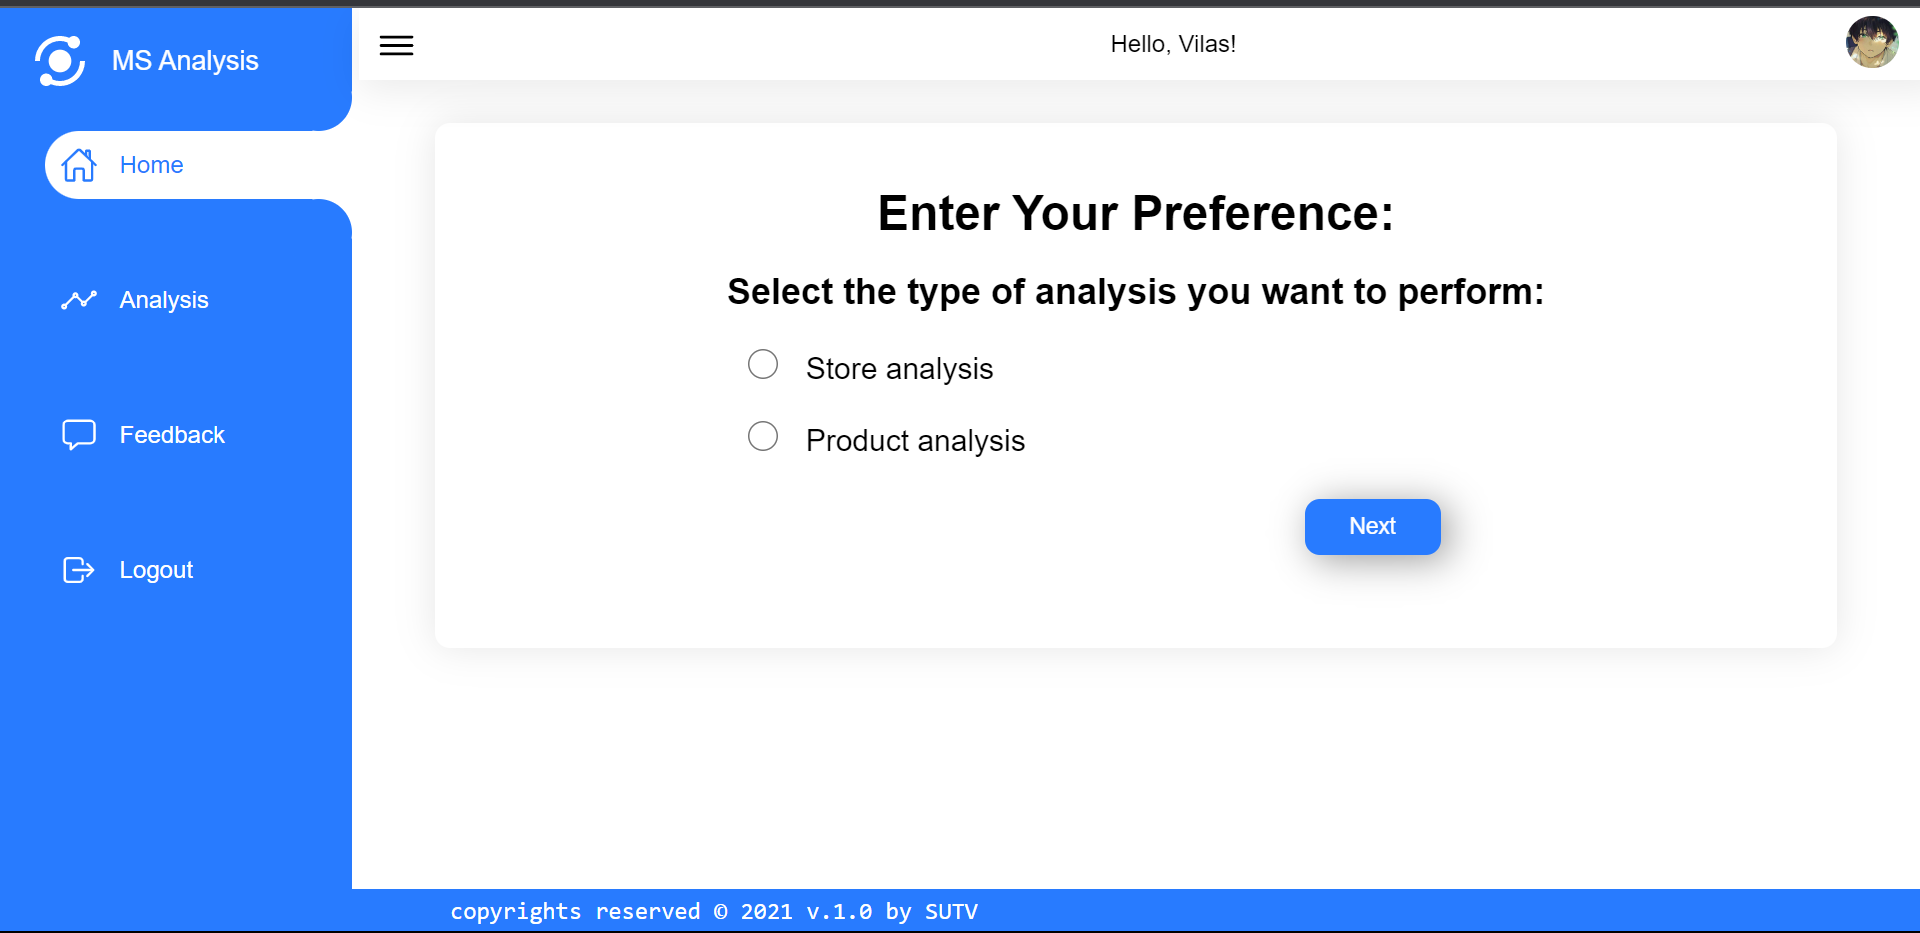 MS Analysis
Hello, Vilas!
Home
Analysis
Feedback
Logout
Enter Your Preference:
Select the type of analysis you want to perform:
Store analysis
Product analysis
Next
copyrights reserved © 2021 v.1.0 by SUTV